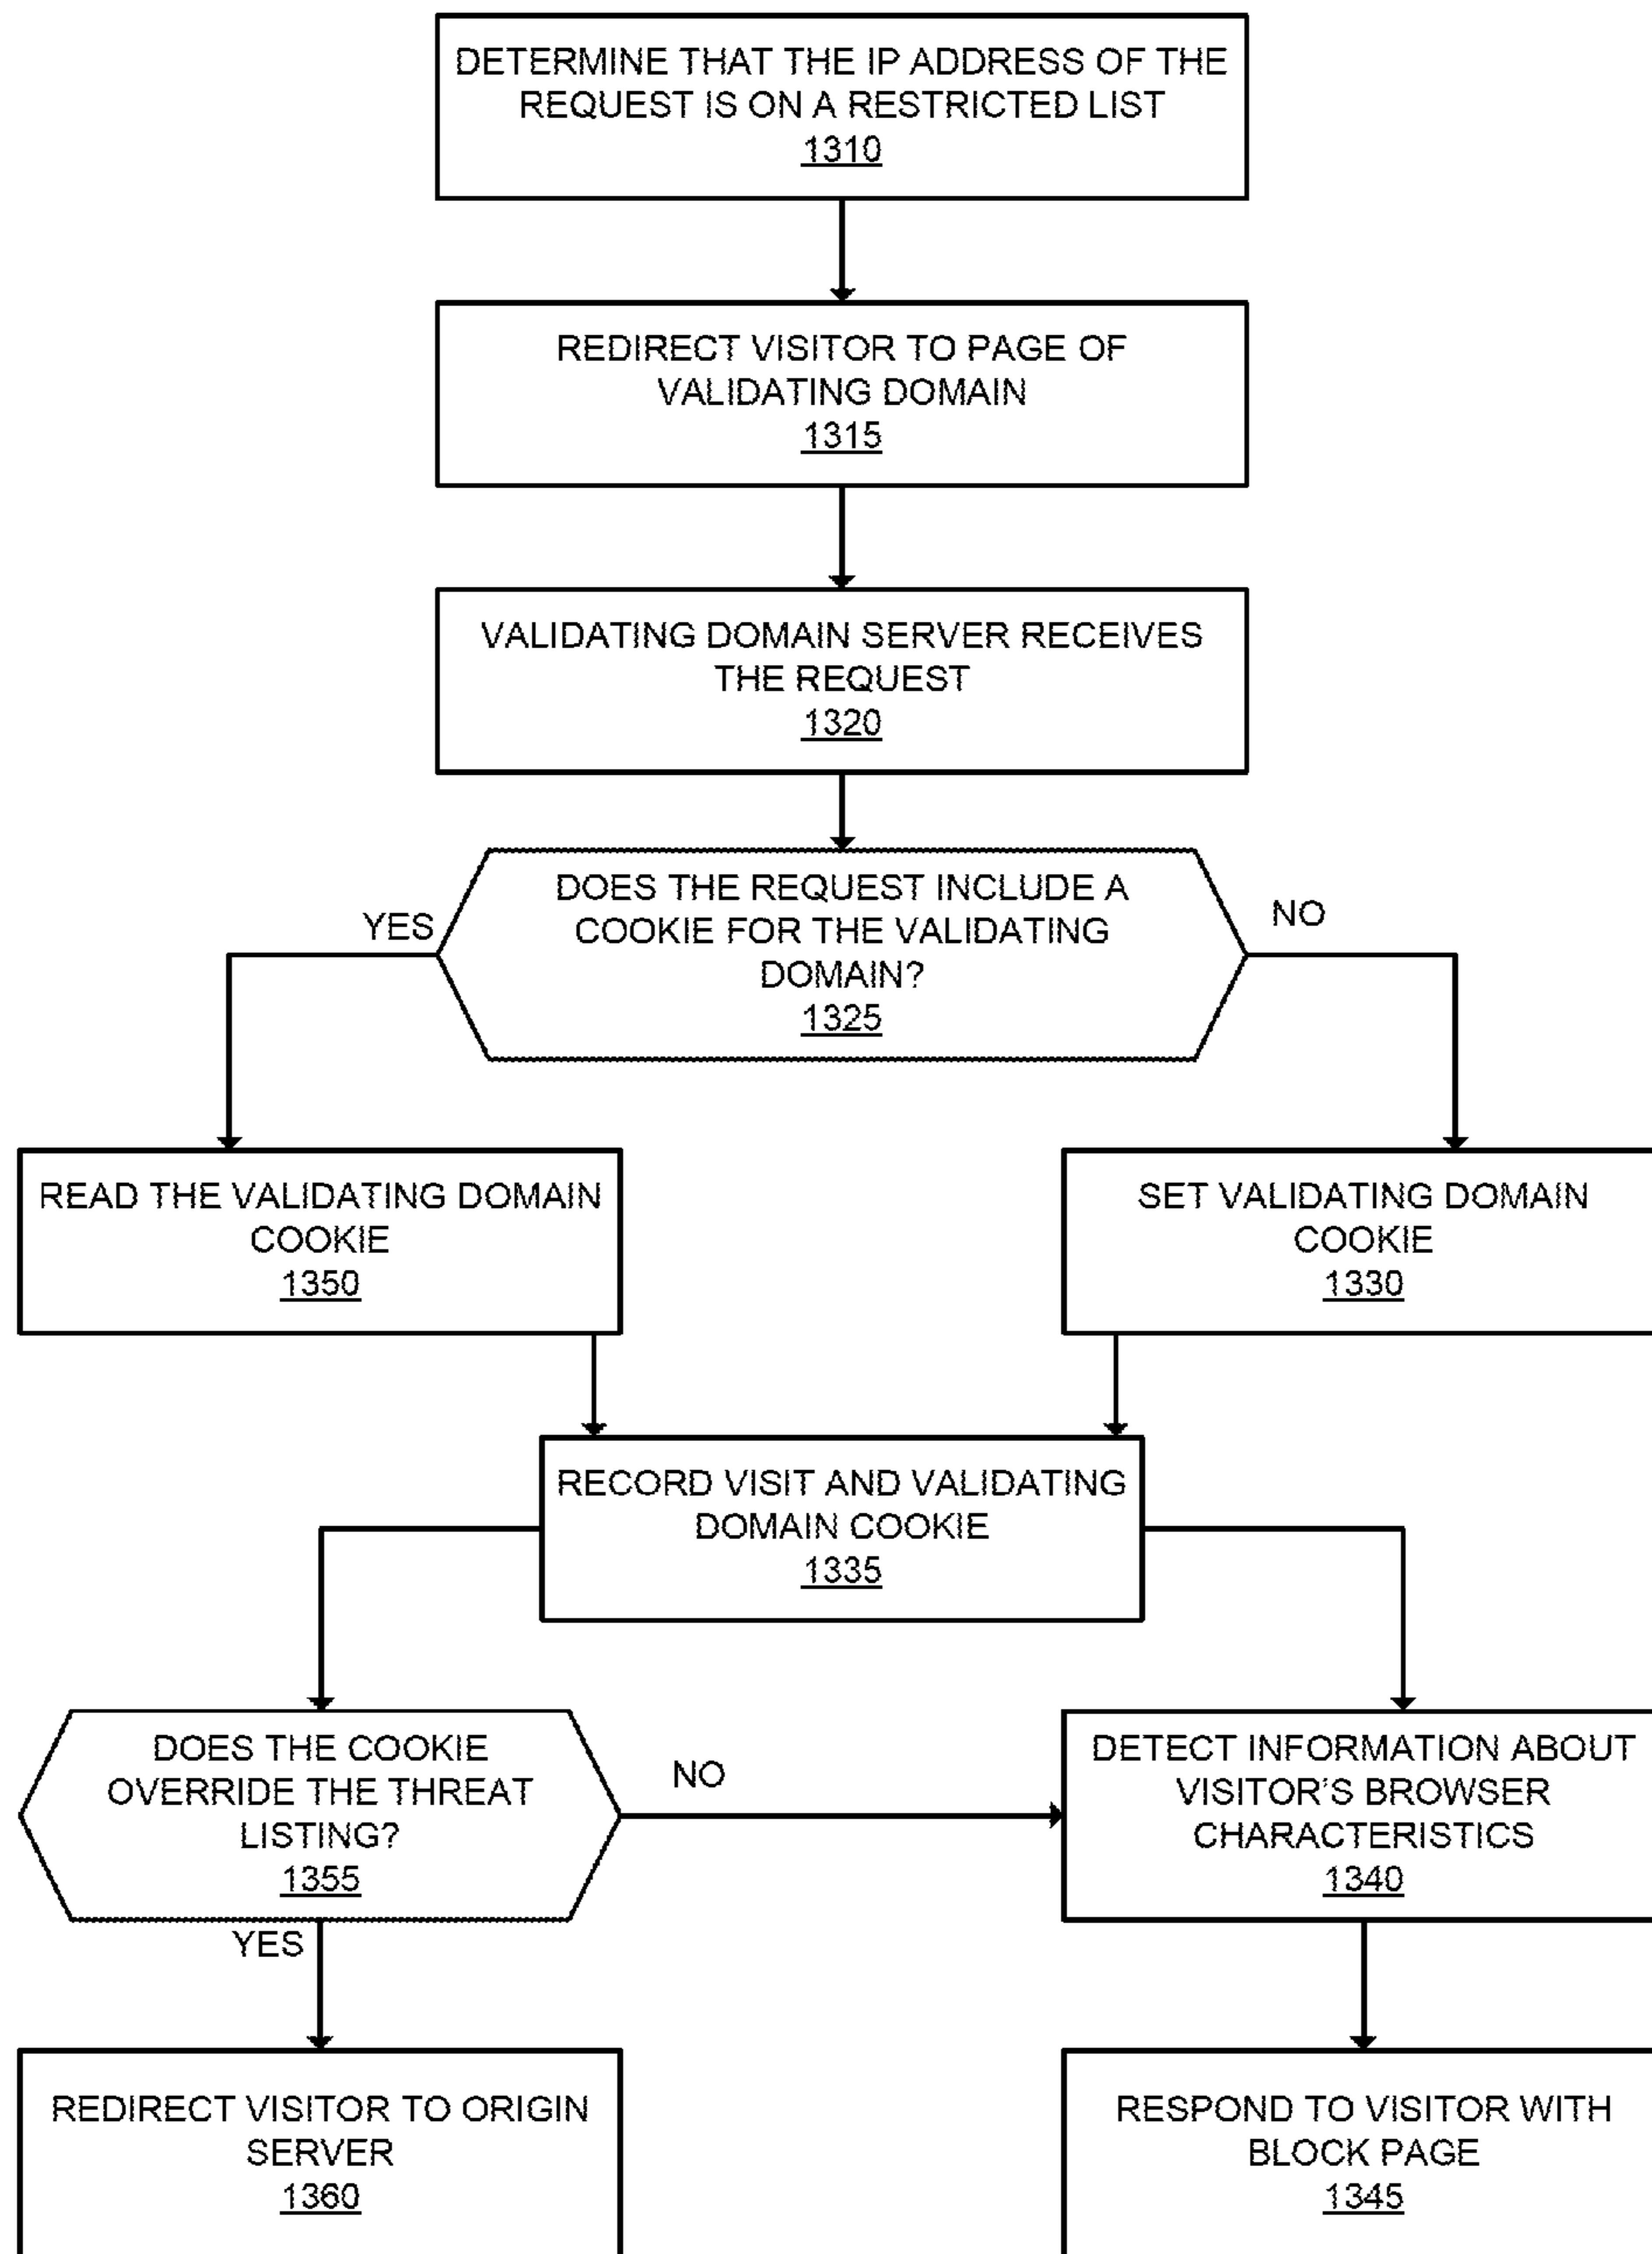 DETERMINE THAT THE IP ADDRESS OF THE
REQUEST IS ON A RESTRICTED LIST
1310
REDIRECT VISITOR TO PAGE OF
VALIDATING DOMAIN
1315
VALIDATING DOMAIN SERVER RECEIVES
THE REQUEST
1320
DOES THE REQUEST INCLUDE A
COOKIE FOR THE VALIDATING
DOMAIN?
1325
YES
NO
READ THE VALIDATING DOMAIN
COOKIE
1350
SET VALIDATING DOMAIN
COOKIE
1330
RECORD VISIT AND VALIDATING
DOMAIN COOKIE
1335
DOES THE COOKIE
OVERRIDE THE THREAT
LISTING?
1355
NO
YES
DETECT INFORMATION ABOUT
VISITOR'S BROWSER
CHARACTERISTICS
1340
REDIRECT VISITOR TO ORIGIN
SERVER
1360
RESPOND TO VISITOR WITH
BLOCK PAGE
1345